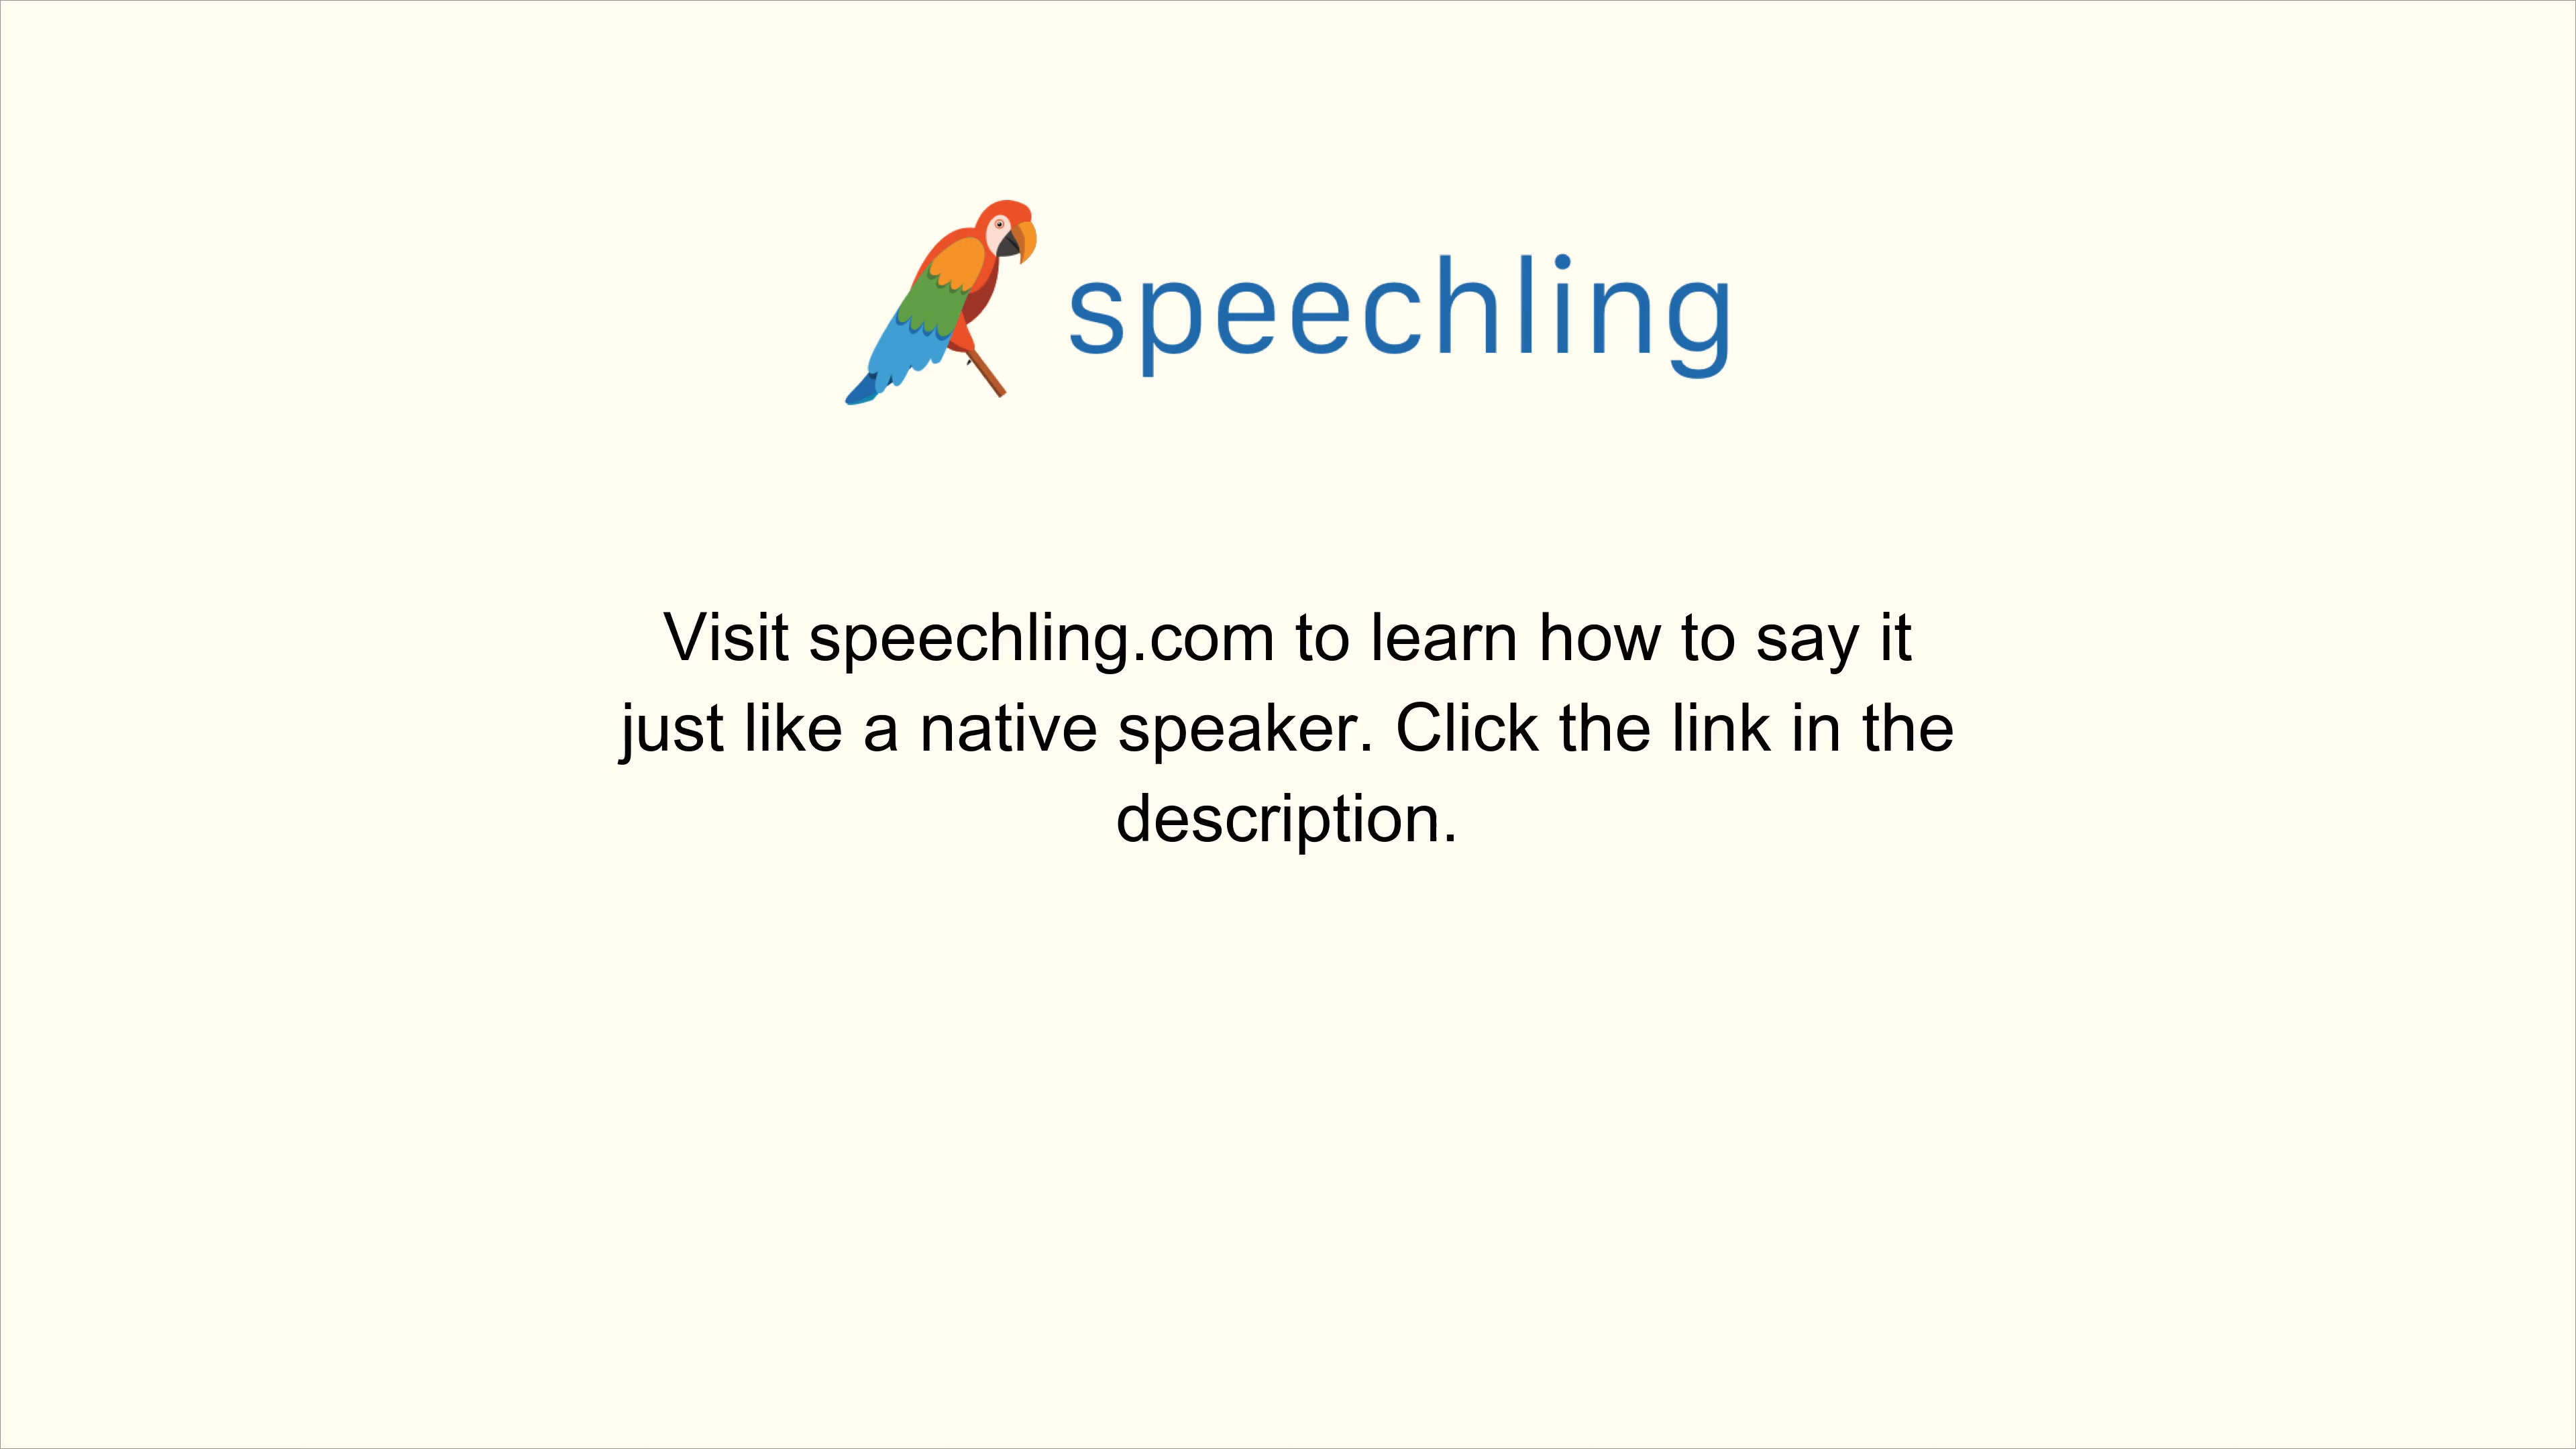 speechling
Visit speechling.com to learn how to say it
just like a native speaker. Click the link in the
description.